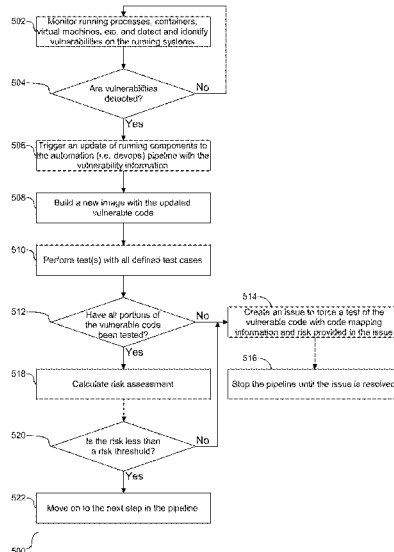 502
Monitor running processes, containers,
virtual machines, etc. and detect and identify
vulnerabilities on the running systems
504
No
Are vulnerabilities
detected?
Yes
506
Trigger an update of running components to
the automation (i.e. devops) pipeline with the
vulnerability information
508
Build a new image with the updated
vulnerable code
510
Perform test(s) with all defined test cases
512
Have all portions of
the vulnerable code
been tested?
No
Yes
514
Create an issue to force a test of the
vulnerable code with code mapping
information and risk provided in the issue
516
Stop the pipeline until the issue is resolved
518
Calculate risk assessment
520
Is the risk less than
a risk threshold?
No
Yes
522
Move on to the next step in the pipeline
500